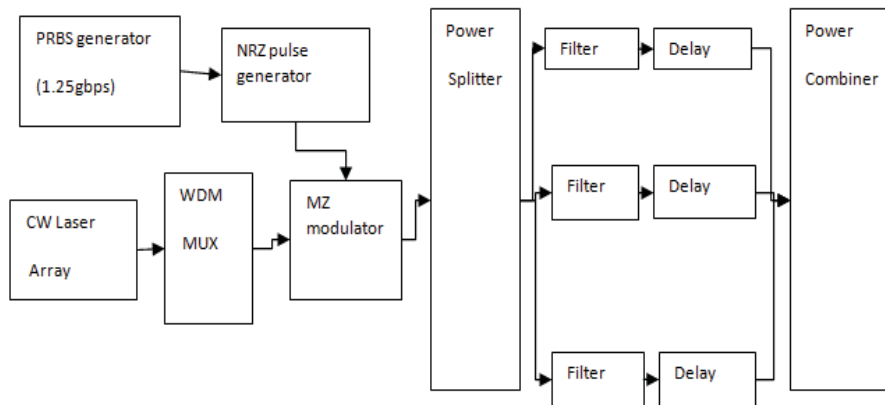 PRBS generator
(1.25gbps)
NRZ pulse
generator
CW Laser
Array
WDM
MUX
MZ
modulator
Power
Splitter
Filter
Delay
Filter
Delay
Filter
Delay
Power
Combiner